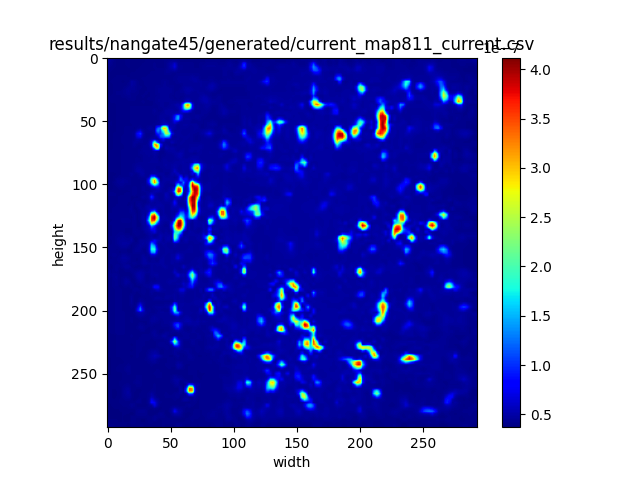 results/nangate45/generated/current_map811_current.csv
1e−7
0
50
100
150
200
250
height
0 50 100 150 200 250
width
4.0
3.5
3.0
2.5
2.0
1.5
1.0
0.5